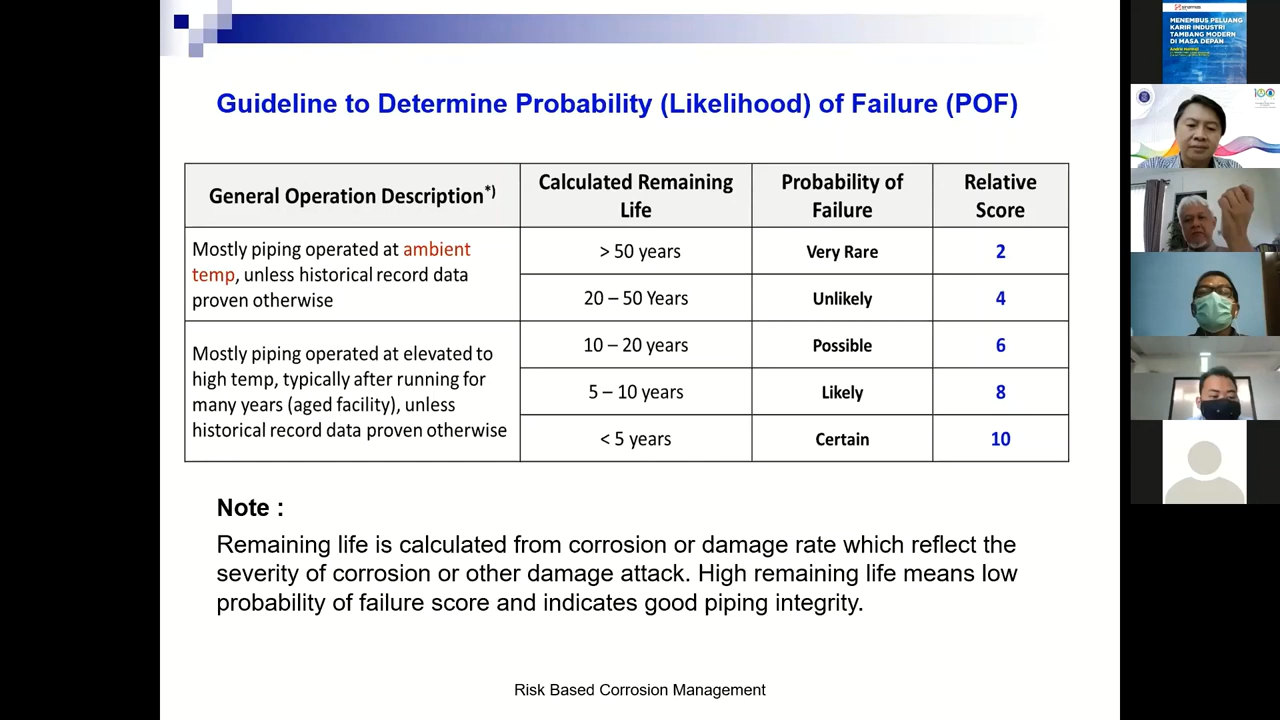 Guideline to Determine Probability (Likelihood) of Failure (POF)
General Operation Description*)
Calculated Remaining
Life
Probability of
Failure
Relative
Score
Mostly piping operated at ambient
temp, unless historical record data
proven otherwise
> 50 years
Very Rare
2
20 – 50 Years
Unlikely
4
Mostly piping operated at elevated to
high temp, typically after running for
many years (aged facility), unless
historical record data proven otherwise
10 – 20 years
Possible
6
5 – 10 years
Likely
8
< 5 years
Certain
10
Note :
Remaining life is calculated from corrosion or damage rate which reflect the
severity of corrosion or other damage attack. High remaining life means low
probability of failure score and indicates good piping integrity.
Risk Based Corrosion Management
MENEMBUS PELUANG
KARIR INDUSTRI
TAMBANG MODERN
DI MASA DEPAN